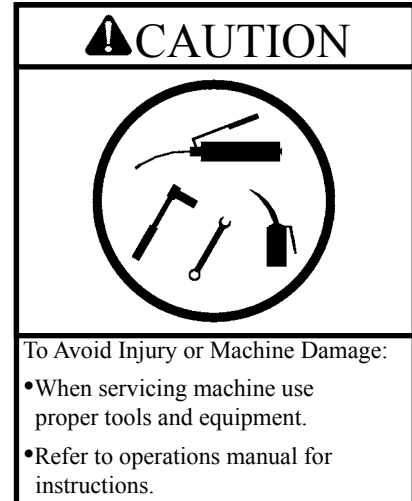 CAUTION
To Avoid Injury or Machine Damage:
•When servicing machine use
proper tools and equipment.
•Refer to operations manual for
instructions.